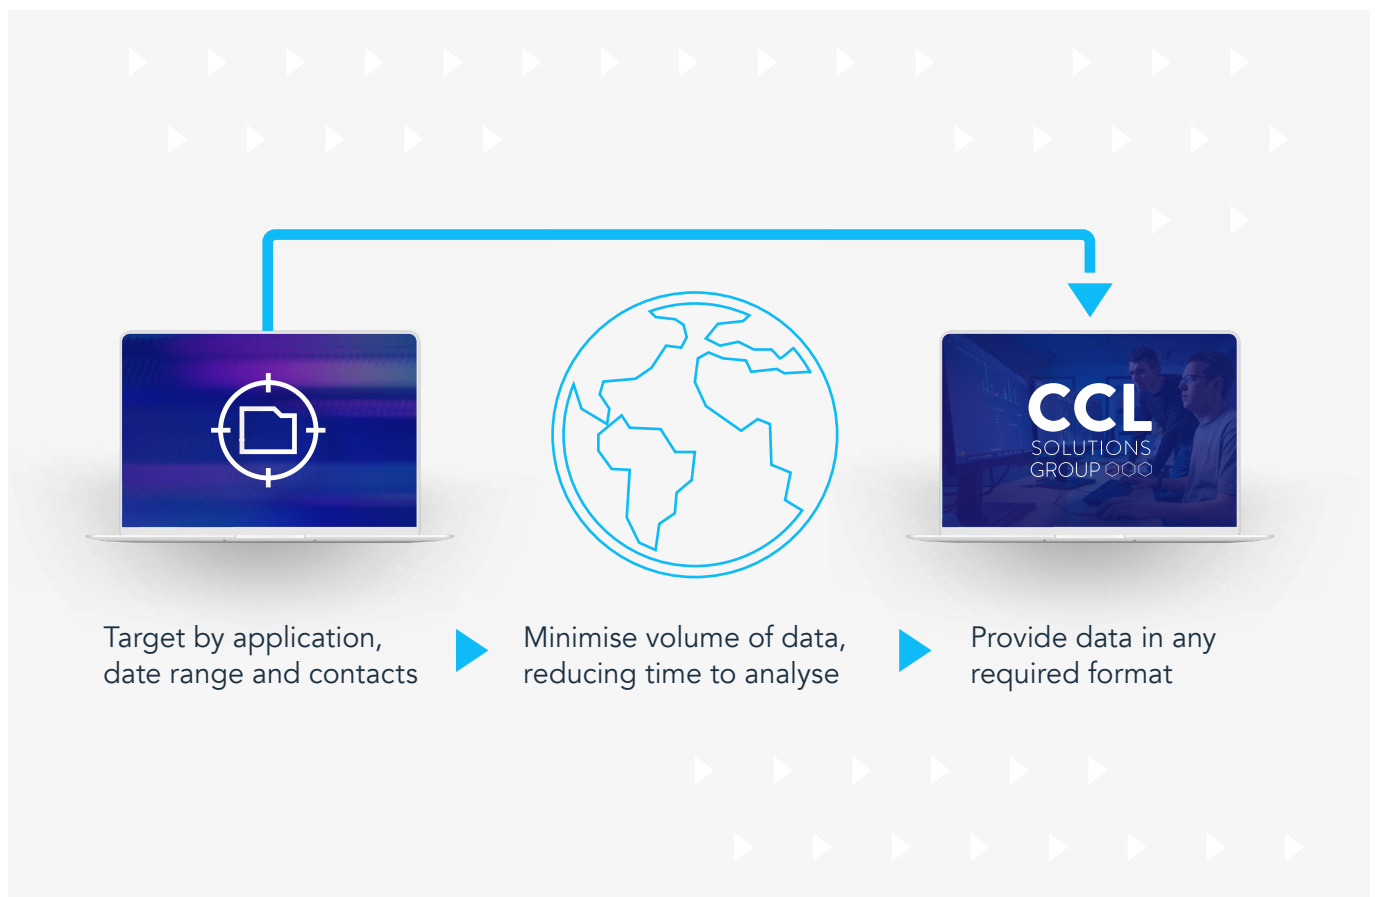 CCL
SOLUTIONS
GROUP
Target by application,
date range and contacts
Minimise volume of data,
reducing time to analyse
Provide data in any
required format